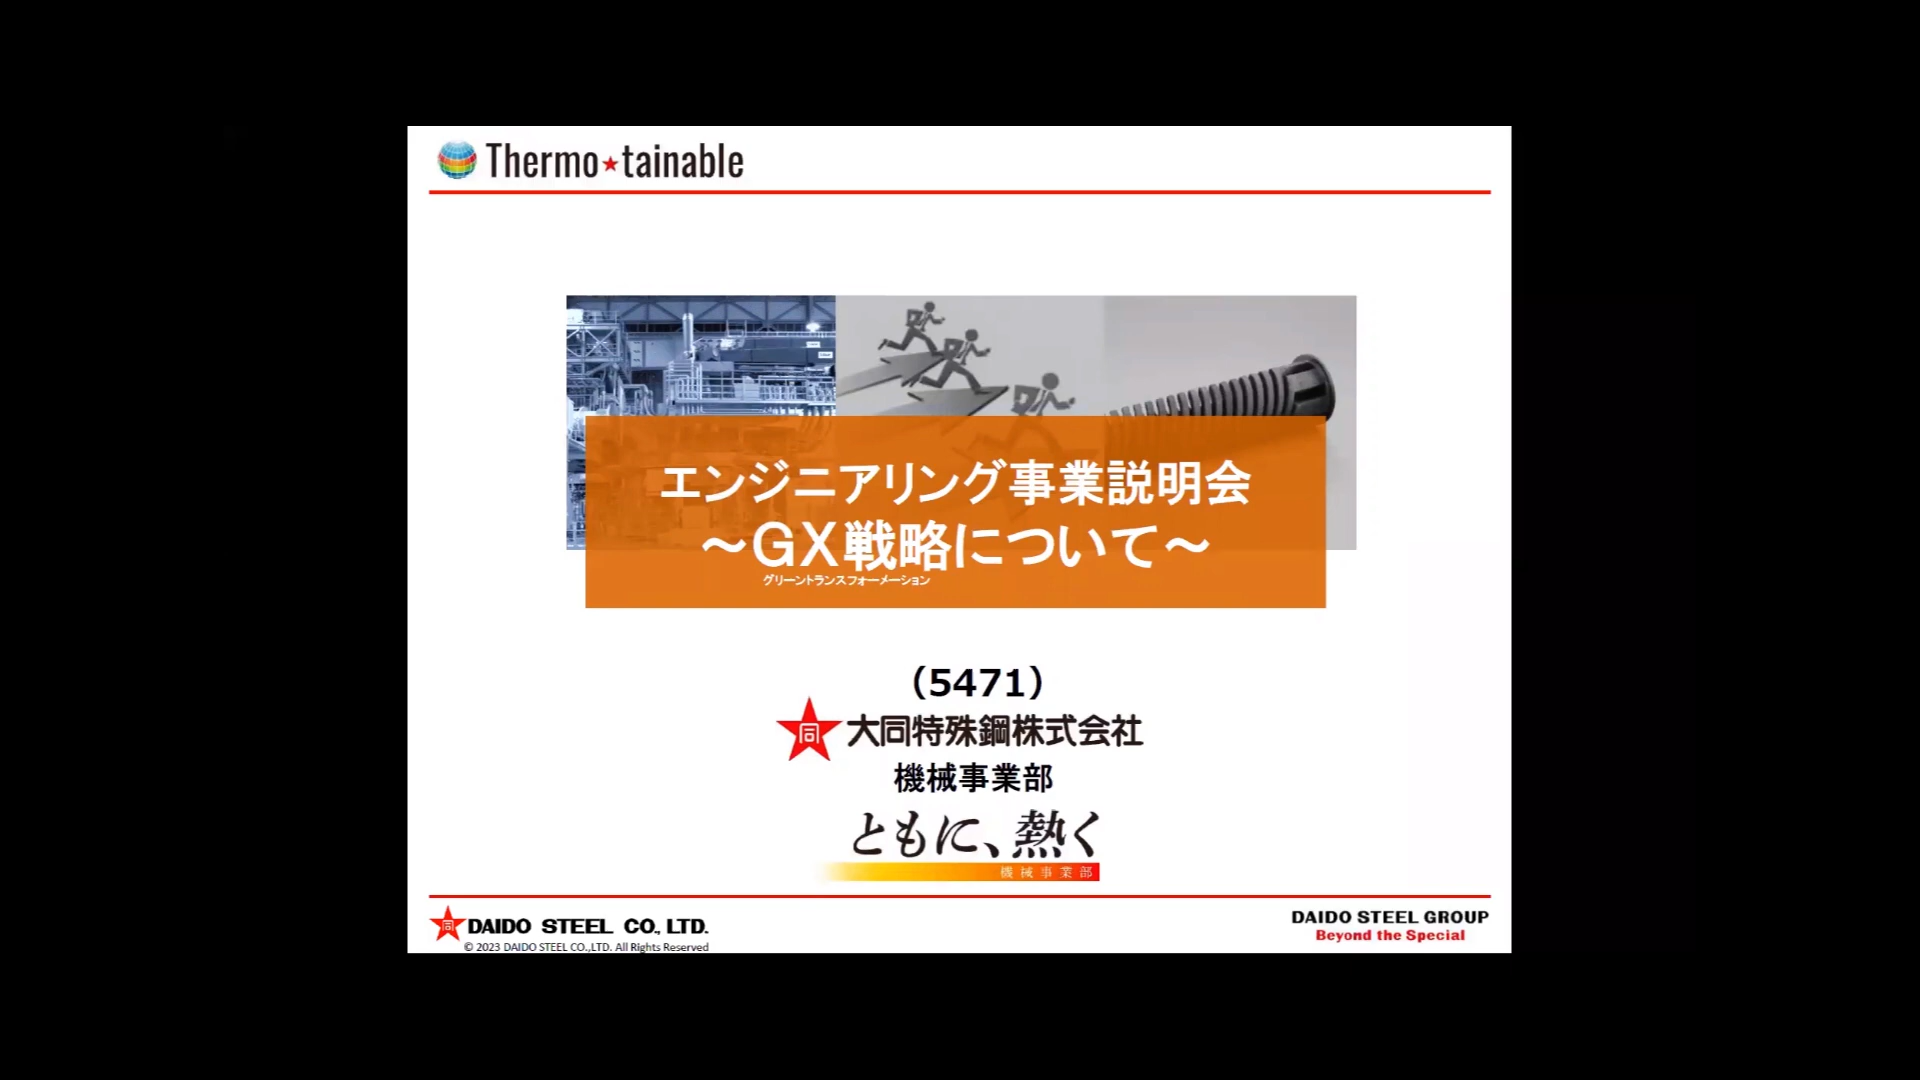 Thermo★tainable
エンジニアリング事業説明会
～GX戦略について～
グリーントランスフォーメーション
（5471）
同 大同特殊鋼株式会社
機械事業部
ともに、熱く
機械事業部
同 DAIDO STEEL CO., LTD.
© 2023 DAIDO STEEL CO.,LTD. All Rights Reserved
DAIDO STEEL GROUP
Beyond the Special